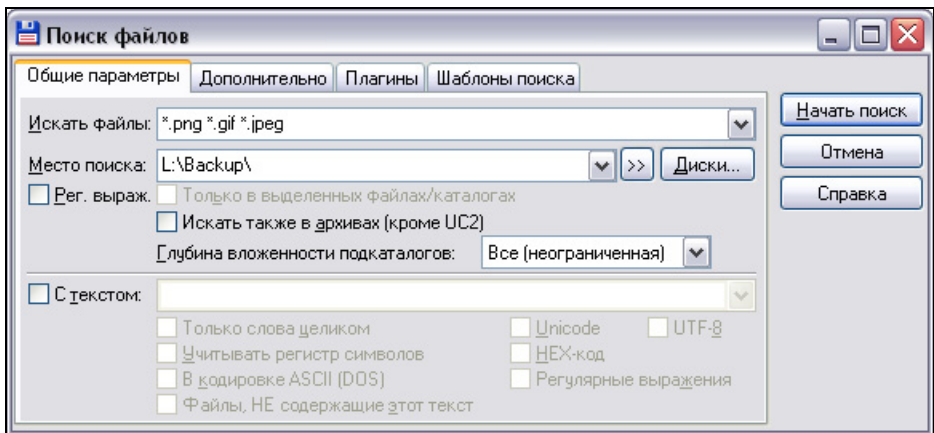 Поиск файлов
Общие параметры Дополнительно Плагины Шаблоны поиска
Искать файлы: *.png *.gif *.jpeg
Начать поиск
Место поиска: L:\Backup\ >> Диски...
Отмена
Рег. выраж. Только в выделенных файлах/каталогах
Справка
Искать также в архивах (кроме UC2)
Глубина вложенности подкаталогов: Все (неограниченная)
С текстом:
Только слова целиком Unicode UTF-8
Учитывать регистр символов HEX-код
В кодировке ASCII (DOS) Регулярные выражения
Файлы, НЕ содержащие этот текст